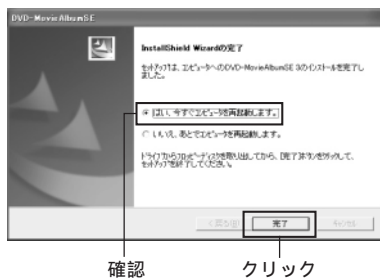 DVD-MovieAlbumSE
InstallShield Wizardの完了
セットアップは、コンピュータへのDVD-MovieAlbumSE 3のインストールを完了し
ました。
はい、今すぐコンピュータを再起動します。
いいえ、あとでコンピュータを再起動します。
ドライブからフロッピーディスクを取り出してから、[完了]ボタンをクリックして、
セットアップを終了してください。
< 戻る(B) 完了 キャンセル
確認 クリック